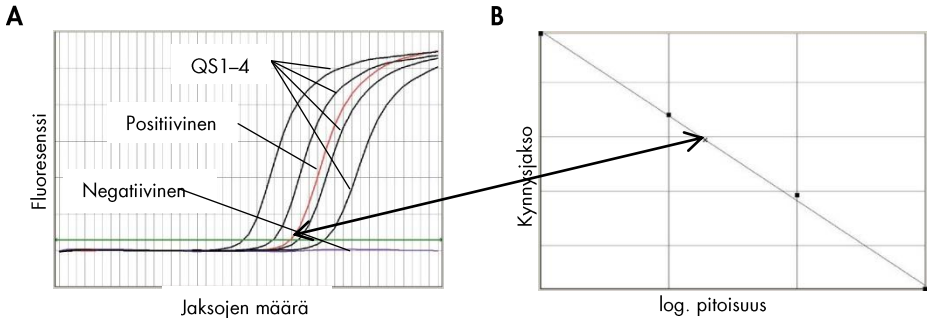 A
QS1–4
Positiivinen
Negatiivinen
Fluoresenssi
Jaksojen määrä
B
Kynnysjakso
log. pitoisuus